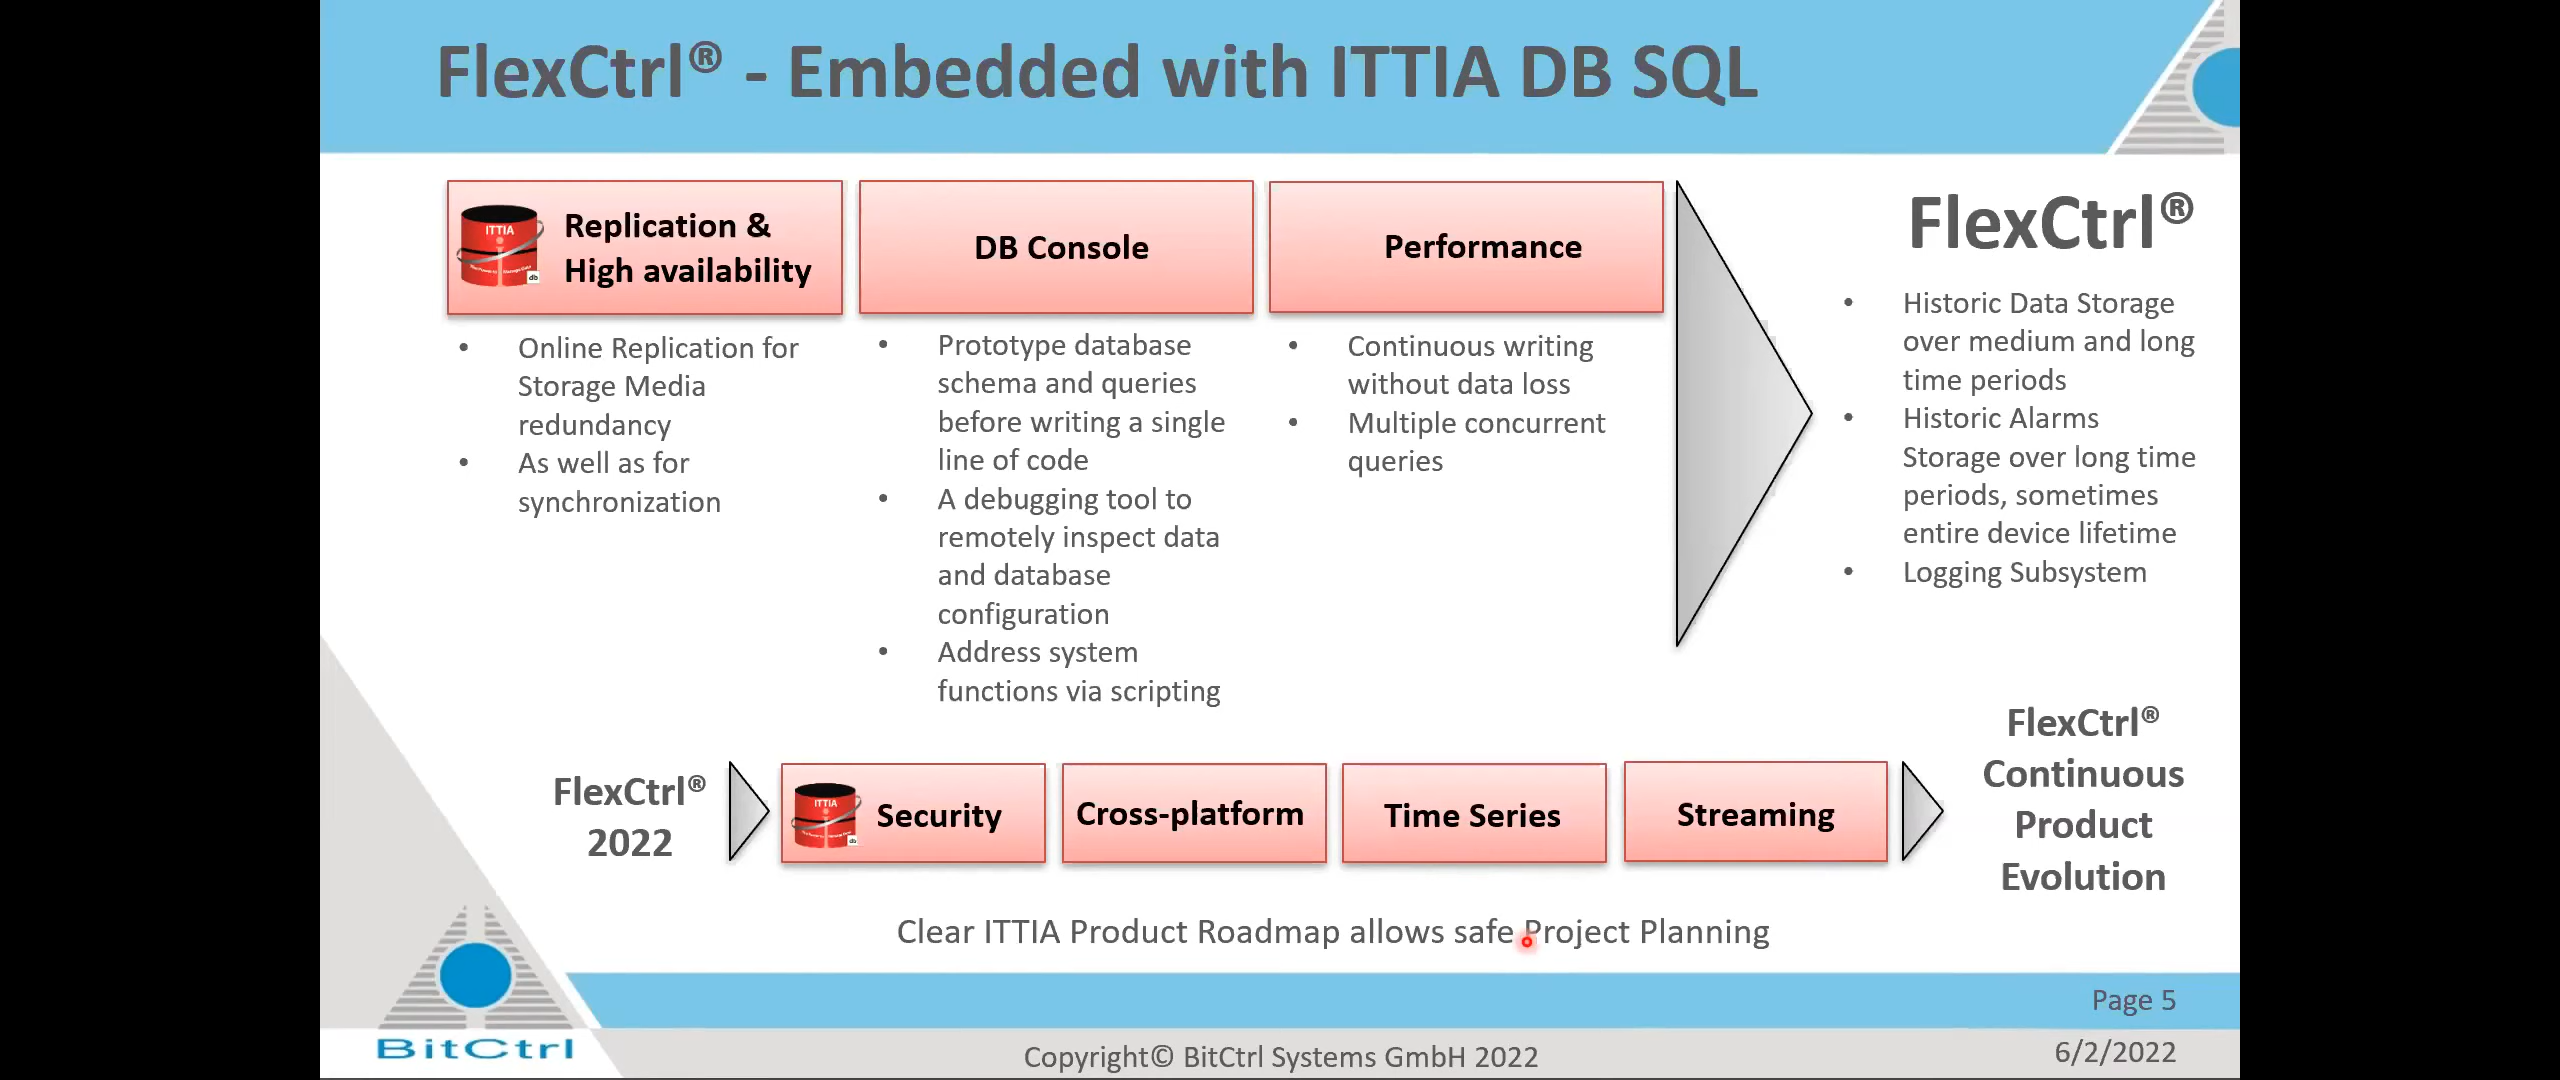 FlexCtrl® - Embedded with ITTIA DB SQL
ITTIA
db
Replication &
High availability
• Online Replication for
Storage Media
redundancy
• As well as for
synchronization
DB Console
• Prototype database
schema and queries
before writing a single
line of code
• A debugging tool to
remotely inspect data
and database
configuration
• Address system
functions via scripting
Performance
• Continuous writing
without data loss
• Multiple concurrent
queries
FlexCtrl®
• Historic Data Storage
over medium and long
time periods
• Historic Alarms
Storage over long time
periods, sometimes
entire device lifetime
• Logging Subsystem
FlexCtrl®
2022
ITTIA
db
Security
Cross-platform
Time Series
Streaming
FlexCtrl®
Continuous
Product
Evolution
Clear ITTIA Product Roadmap allows safe Project Planning
Page 5
BitCtrl
Copyright© BitCtrl Systems GmbH 2022
6/2/2022